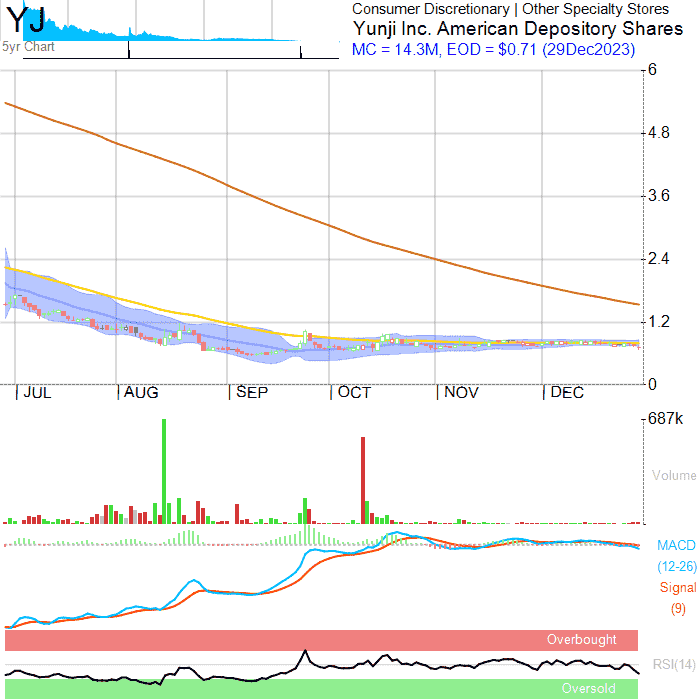 YJ
Consumer Discretionary | Other Specialty Stores
Yunji Inc. American Depository Shares
MC = 14.3M, EOD = $0.71 (29Dec2023)
5yr Chart
6
4.8
3.6
2.4
1.2
0
JUL AUG SEP OCT NOV DEC
687k
Volume
MACD
(12-26)
Signal
(9)
Overbought
RSI(14)
Oversold